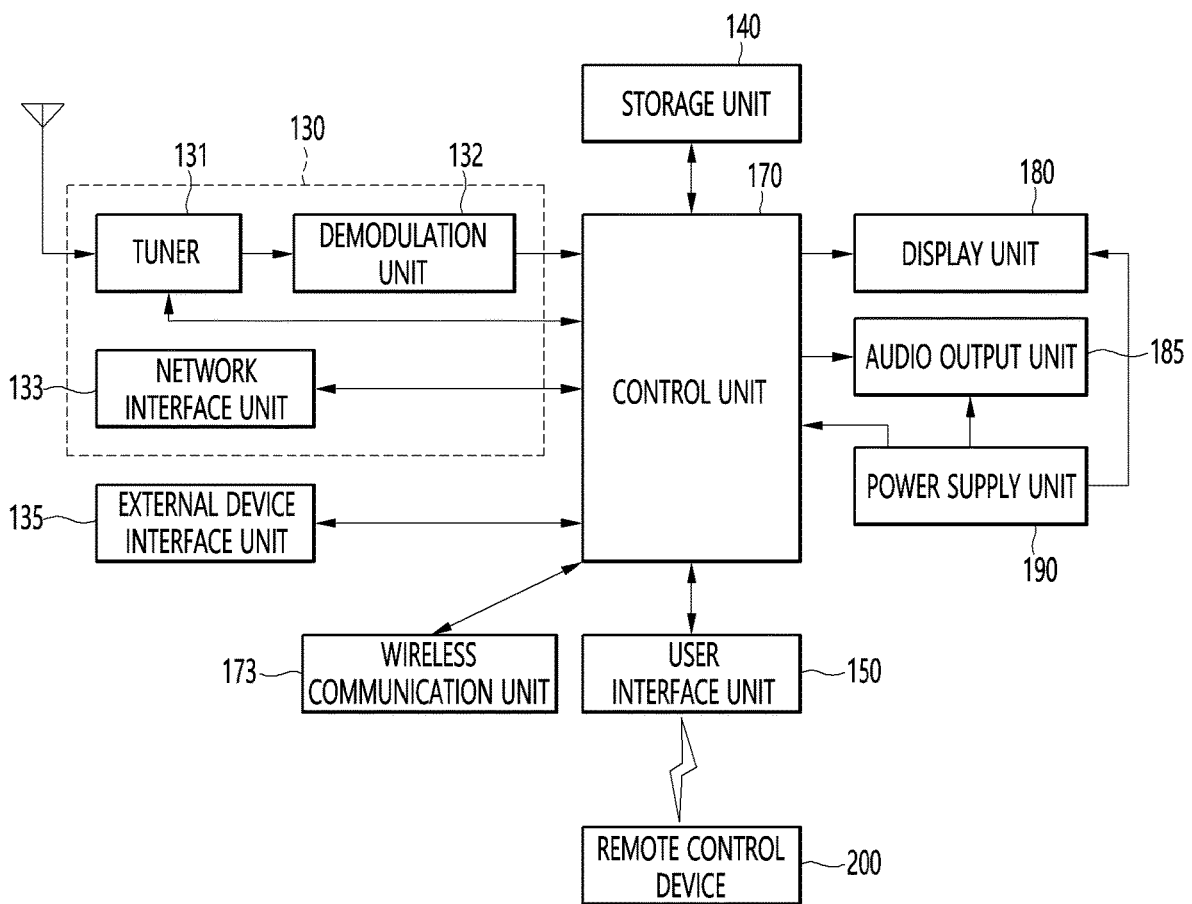 140
STORAGE UNIT
130
131
132
170
180
TUNER
DEMODULATION
UNIT
DISPLAY UNIT
CONTROL UNIT
AUDIO OUTPUT UNIT
185
133
NETWORK
INTERFACE UNIT
POWER SUPPLY UNIT
190
135
EXTERNAL DEVICE
INTERFACE UNIT
173
WIRELESS
COMMUNICATION UNIT
USER
INTERFACE UNIT
150
REMOTE CONTROL
DEVICE
200